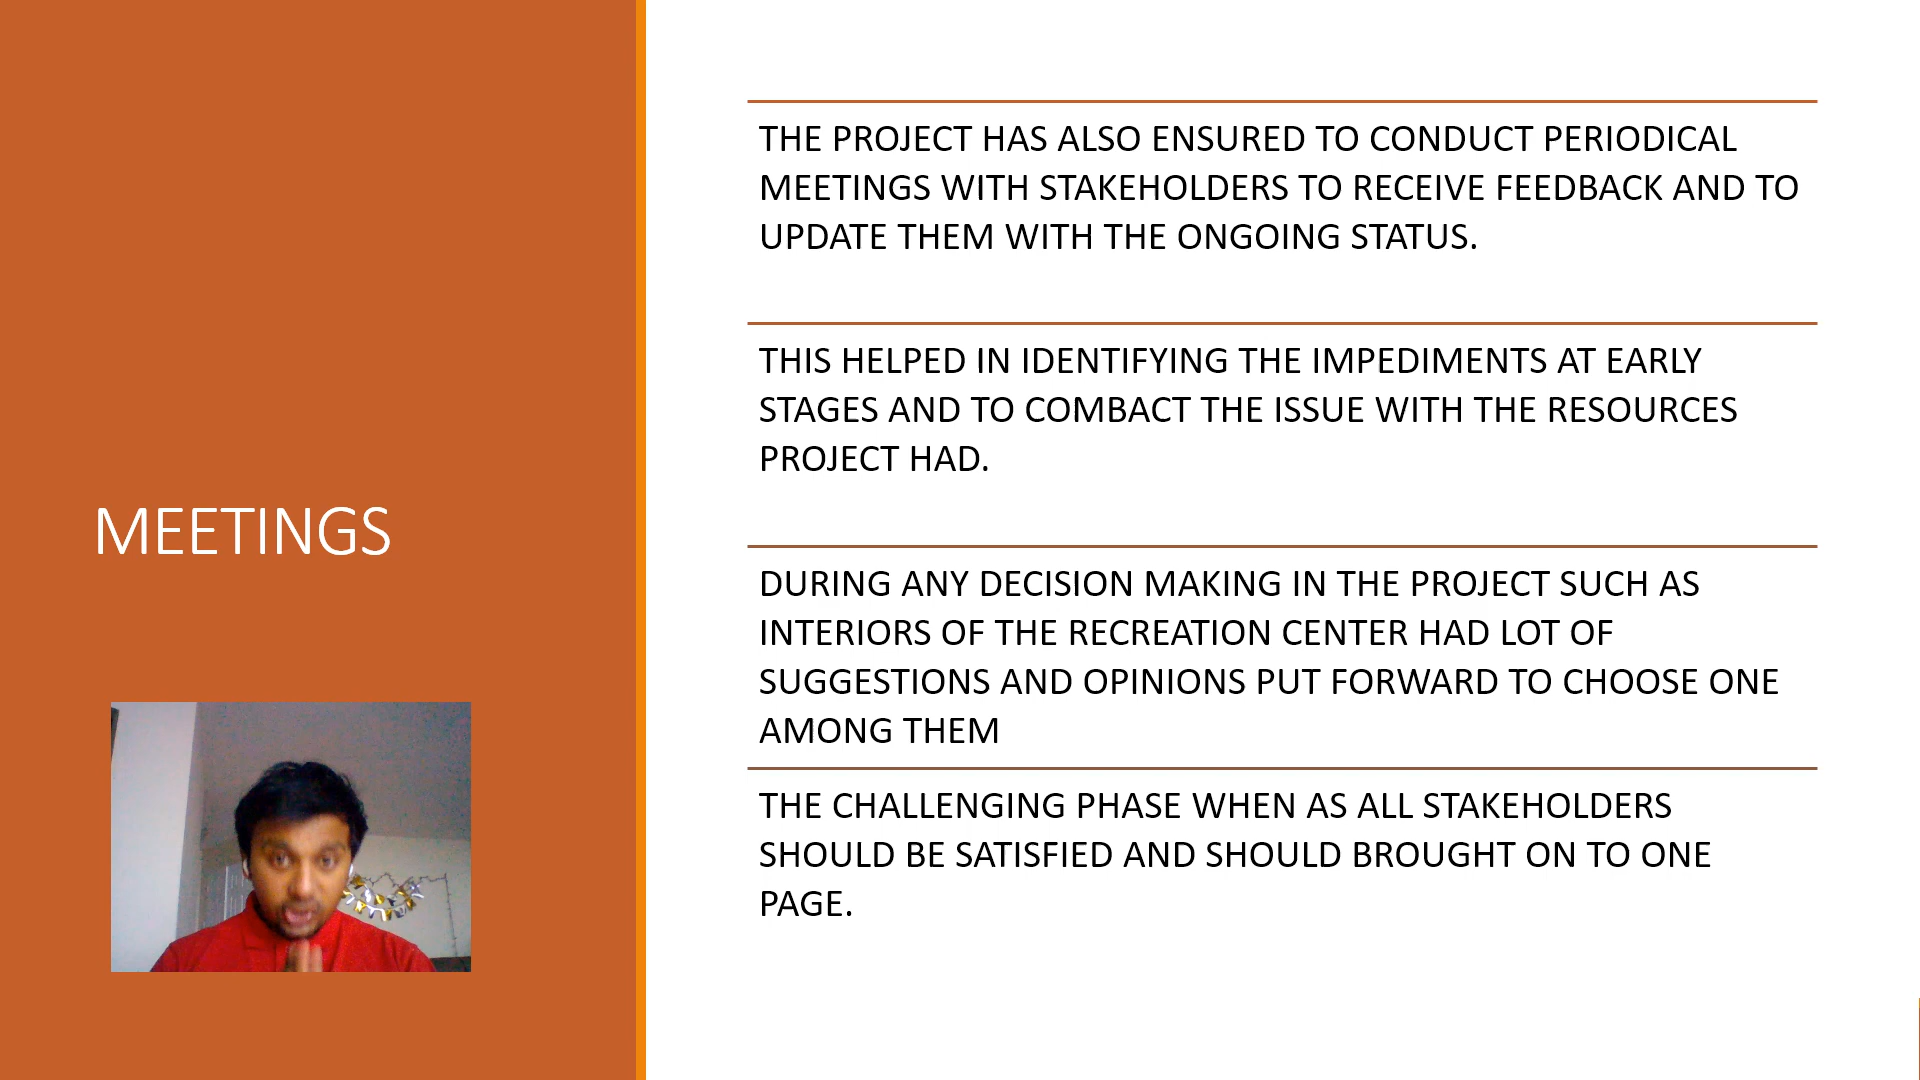 MEETINGS
THE PROJECT HAS ALSO ENSURED TO CONDUCT PERIODICAL
MEETINGS WITH STAKEHOLDERS TO RECEIVE FEEDBACK AND TO
UPDATE THEM WITH THE ONGOING STATUS.
THIS HELPED IN IDENTIFYING THE IMPEDIMENTS AT EARLY
STAGES AND TO COMBACT THE ISSUE WITH THE RESOURCES
PROJECT HAD.
DURING ANY DECISION MAKING IN THE PROJECT SUCH AS
INTERIORS OF THE RECREATION CENTER HAD LOT OF
SUGGESTIONS AND OPINIONS PUT FORWARD TO CHOOSE ONE
AMONG THEM
THE CHALLENGING PHASE WHEN AS ALL STAKEHOLDERS
SHOULD BE SATISFIED AND SHOULD BROUGHT ON TO ONE
PAGE.